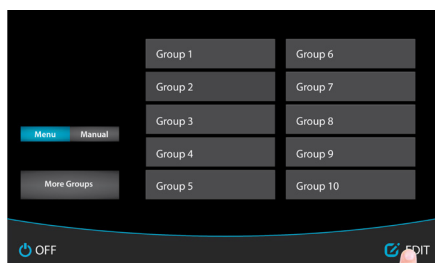 Group 1
Group 6
Group 2
Group 7
Group 3
Group 8
Menu
Manual
Group 4
Group 9
More Groups
Group 5
Group 10
OFF
EDIT